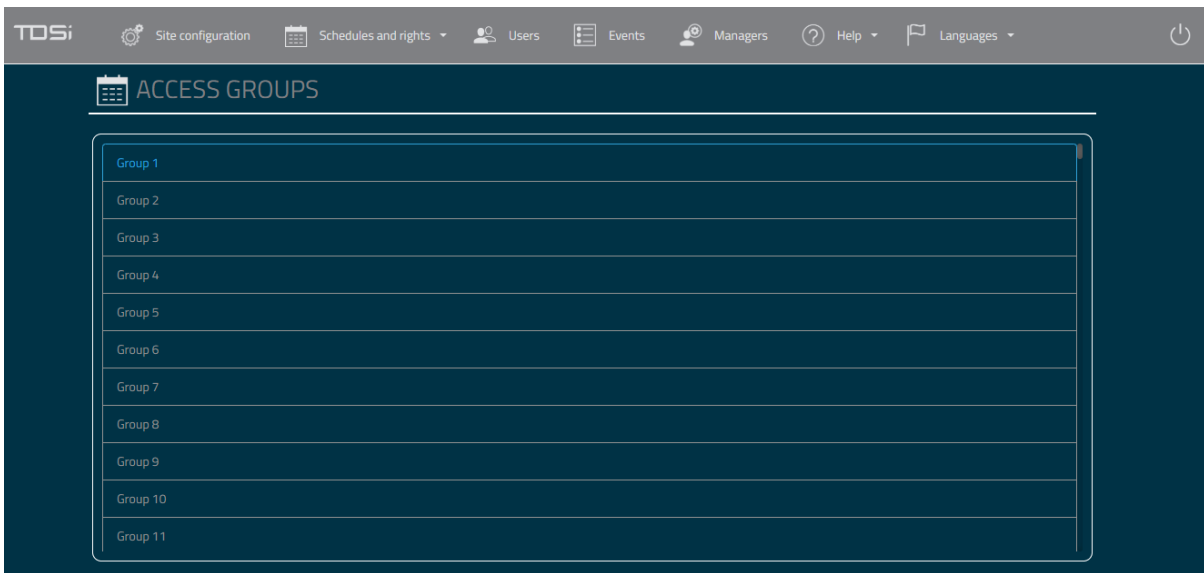 TDSi Site configuration Schedules and rights Users Events Managers Help Languages
ACCESS GROUPS
Group 1
Group 2
Group 3
Group 4
Group 5
Group 6
Group 7
Group 8
Group 9
Group 10
Group 11